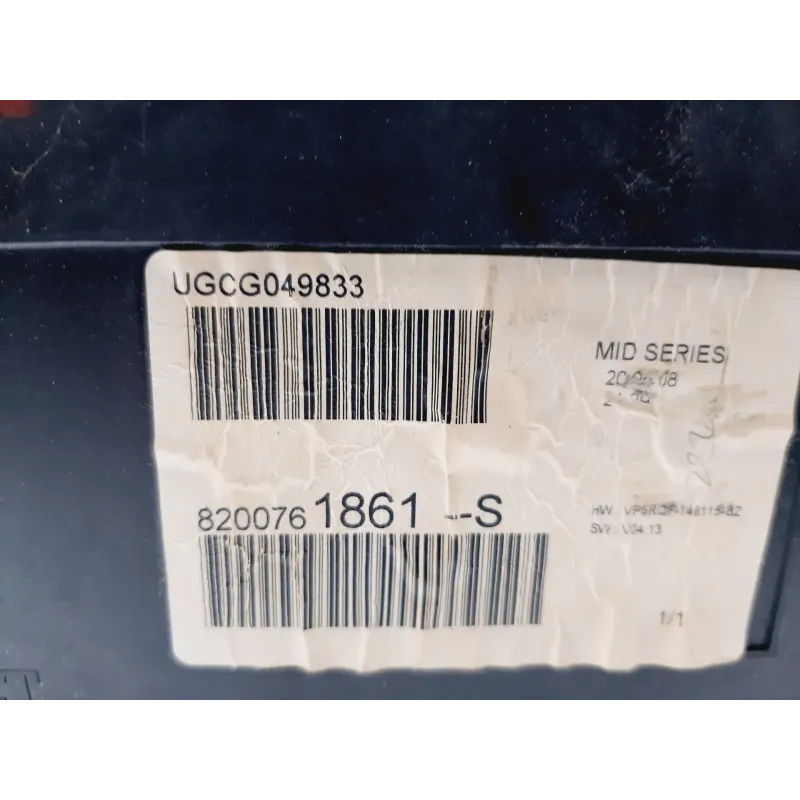 UGCG049833
MID SERIES
8200761861 --S
SW : V04.13
1/1